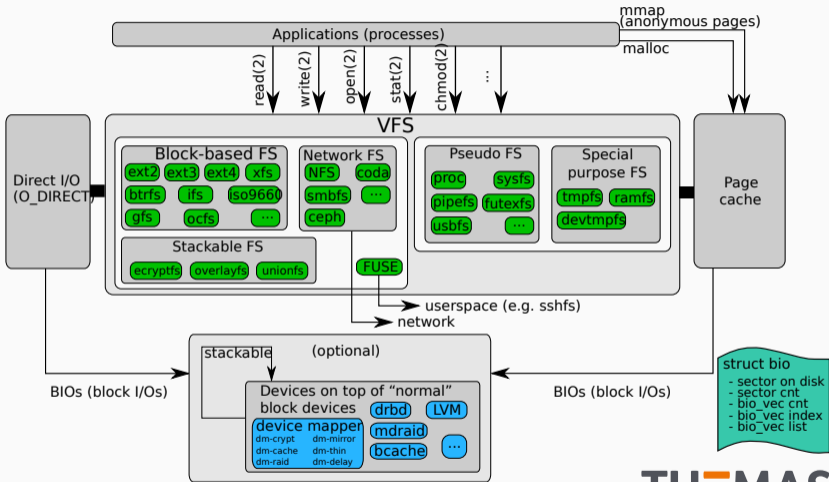 mmap
(anonymous pages)
Applications (processes)
malloc
read(2)
write(2)
open(2)
stat(2)
chmod(2)
...
VFS
Direct I/O
(O_DIRECT)
Block-based FS
ext2 ext3 ext4 xfs
btrfs ifs iso9660
gfs ocfs ...
Network FS
NFS coda
smbfs ...
ceph
Pseudo FS
proc sysfs
pipefs futexfs
usbfs ...
Special
purpose FS
tmpfs ramfs
devtmpfs
Page
cache
Stackable FS
ecryptfs overlayfs unionfs
FUSE
userspace (e.g. sshfs)
network
stackable (optional)
BIOs (block I/Os)
Devices on top of “normal”
block devices
drbd LVM
device mapper
dm-crypt dm-mirror
dm-cache dm-thin
dm-raid dm-delay
mdraid
bcache ...
BIOs (block I/Os)
struct bio
- sector on disk
- sector cnt
- bio_vec cnt
- bio_vec index
- bio_vec list